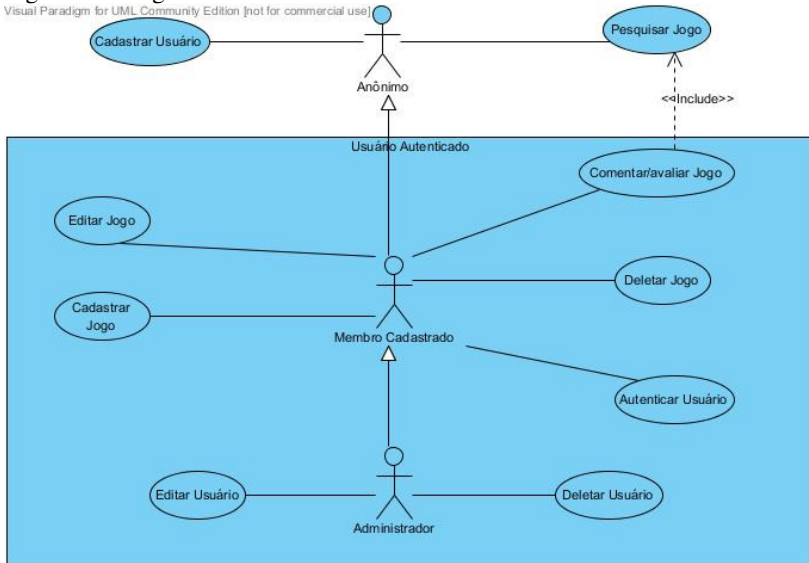 Visual Paradigm for UML Community Edition [not for commercial use]
Cadastrar Usuário
Pesquisar Jogo
Anônimo
<<Include>>
Usuário Autenticado
Comentar/avaliar Jogo
Editar Jogo
Deletar Jogo
Cadastrar
Jogo
Membro Cadastrado
Autenticar Usuário
Editar Usuário
Deletar Usuário
Administrador